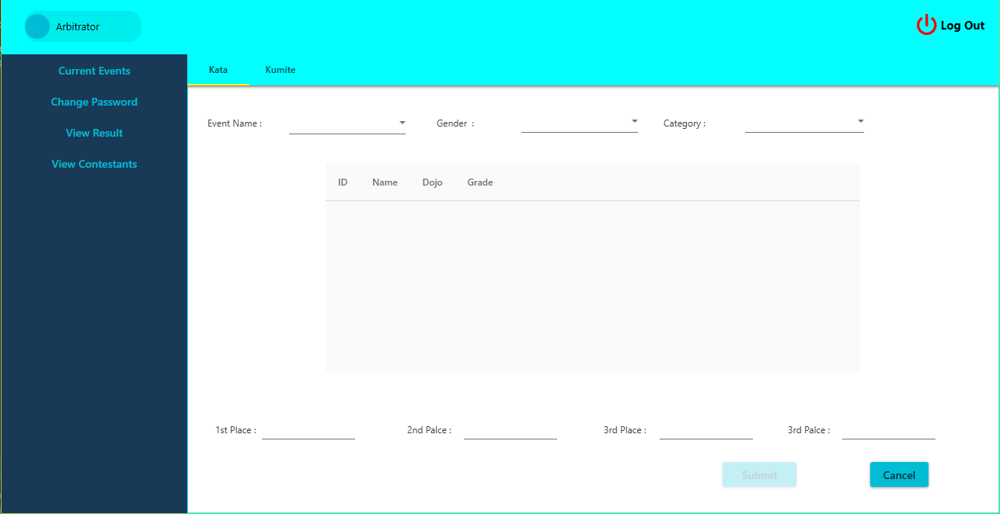 Arbitrator
Log Out
Current Events
Change Password
View Result
View Contestants
Kata Kumite
Event Name : Gender : Category :
ID Name Dojo Grade
1st Place : 2nd Palce : 3rd Place : 3rd Palce :
Submit Cancel